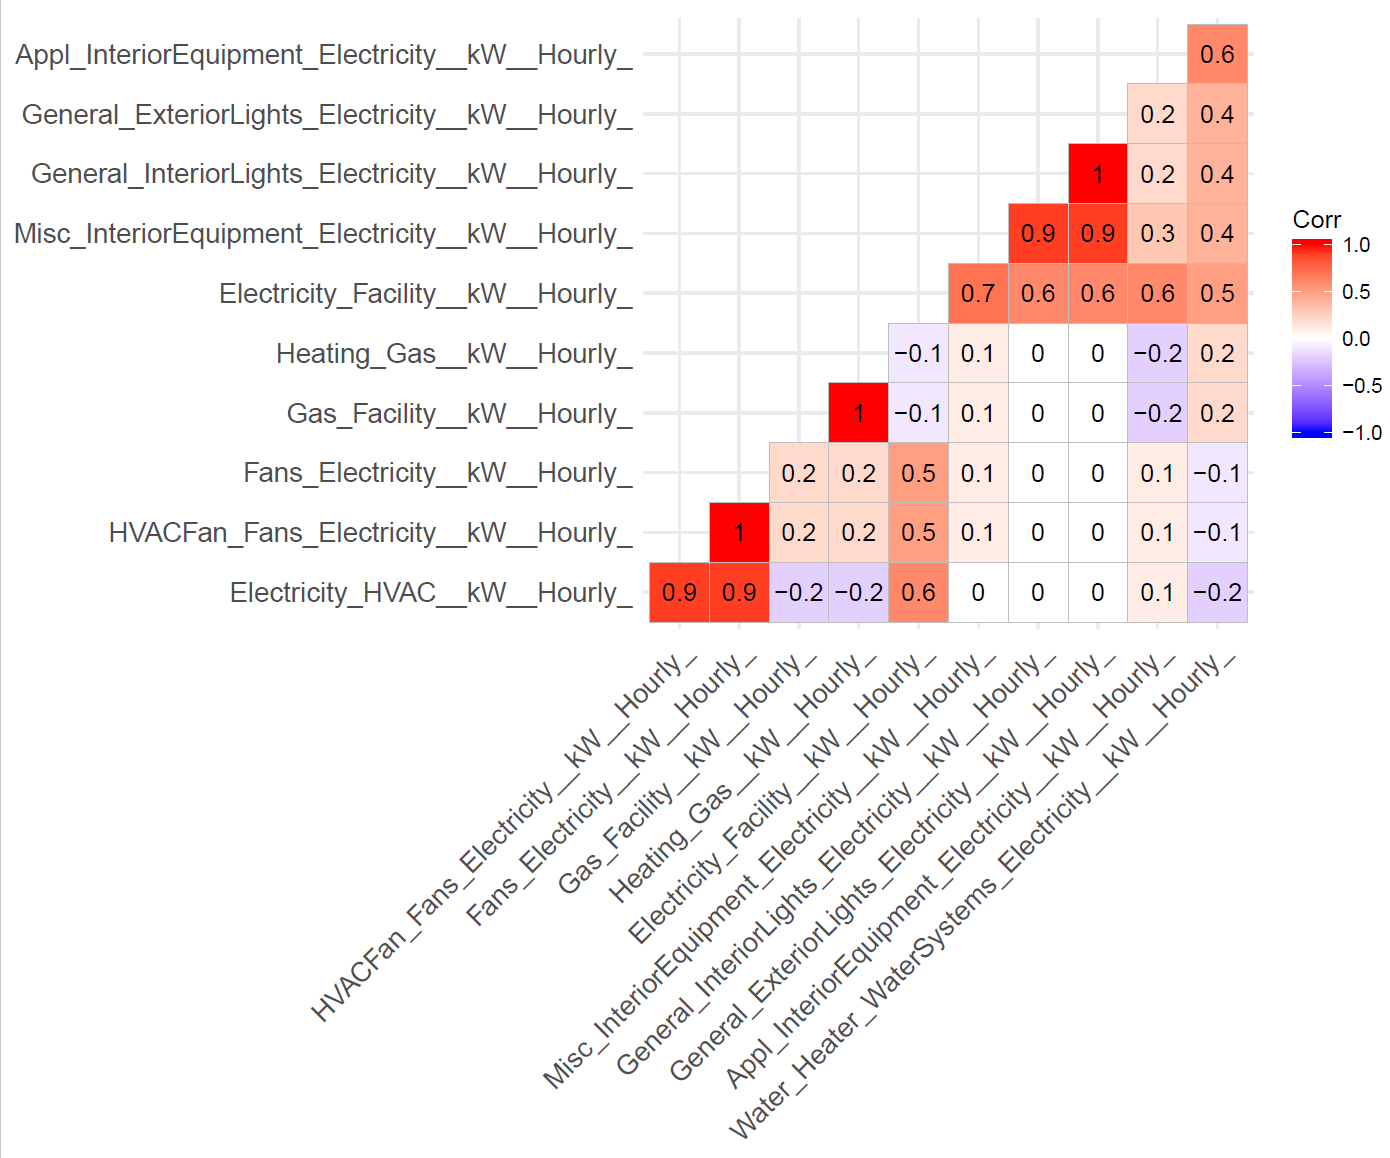 Appl_InteriorEquipment_Electricity__kW__Hourly_ 0.6
General_ExteriorLights_Electricity__kW__Hourly_ 0.2 0.4
General_InteriorLights_Electricity__kW__Hourly_ 1 0.2 0.4
Misc_InteriorEquipment_Electricity__kW__Hourly_ 0.9 0.9 0.3 0.4
Electricity_Facility__kW__Hourly_ 0.7 0.6 0.6 0.6 0.5
Heating_Gas__kW__Hourly_ −0.1 0.1 0 0 −0.2 0.2
Gas_Facility__kW__Hourly_ 1 −0.1 0.1 0 0 −0.2 0.2
Fans_Electricity__kW__Hourly_ 0.2 0.2 0.5 0.1 0 0 0.1 −0.1
HVACFan_Fans_Electricity__kW__Hourly_ 1 0.2 0.2 0.5 0.1 0 0 0.1 −0.1
Electricity_HVAC__kW__Hourly_ 0.9 0.9 −0.2 −0.2 0.6 0 0 0 0.1 −0.2
HVACFan_Fans_Electricity__kW__Hourly_
Fans_Electricity__kW__Hourly_
Gas_Facility__kW__Hourly_
Heating_Gas__kW__Hourly_
Electricity_Facility__kW__Hourly_
Misc_InteriorEquipment_Electricity__kW__Hourly_
General_InteriorLights_Electricity__kW__Hourly_
General_ExteriorLights_Electricity__kW__Hourly_
Appl_InteriorEquipment_Electricity__kW__Hourly_
Water_Heater_WaterSystems_Electricity__kW__Hourly_
Corr
1.0
0.5
0.0
−0.5
−1.0